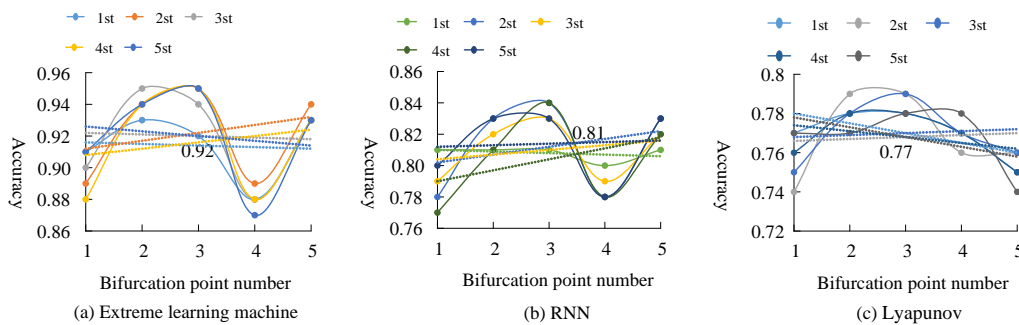 1st 2st 3st
4st 5st
0.96
0.94
0.92
0.90
0.88
0.86
Accuracy
0.92
1 2 3 4 5
Bifurcation point number
(a) Extreme learning machine
1st 2st 3st
4st 5st
0.86
0.84
0.82
0.80
0.78
0.76
Accuracy
0.81
1 2 3 4 5
Bifurcation point number
(b) RNN
1st 2st 3st
4st 5st
0.8
0.78
0.76
0.74
0.72
Accuracy
0.77
1 2 3 4 5
Bifurcation point number
(c) Lyapunov